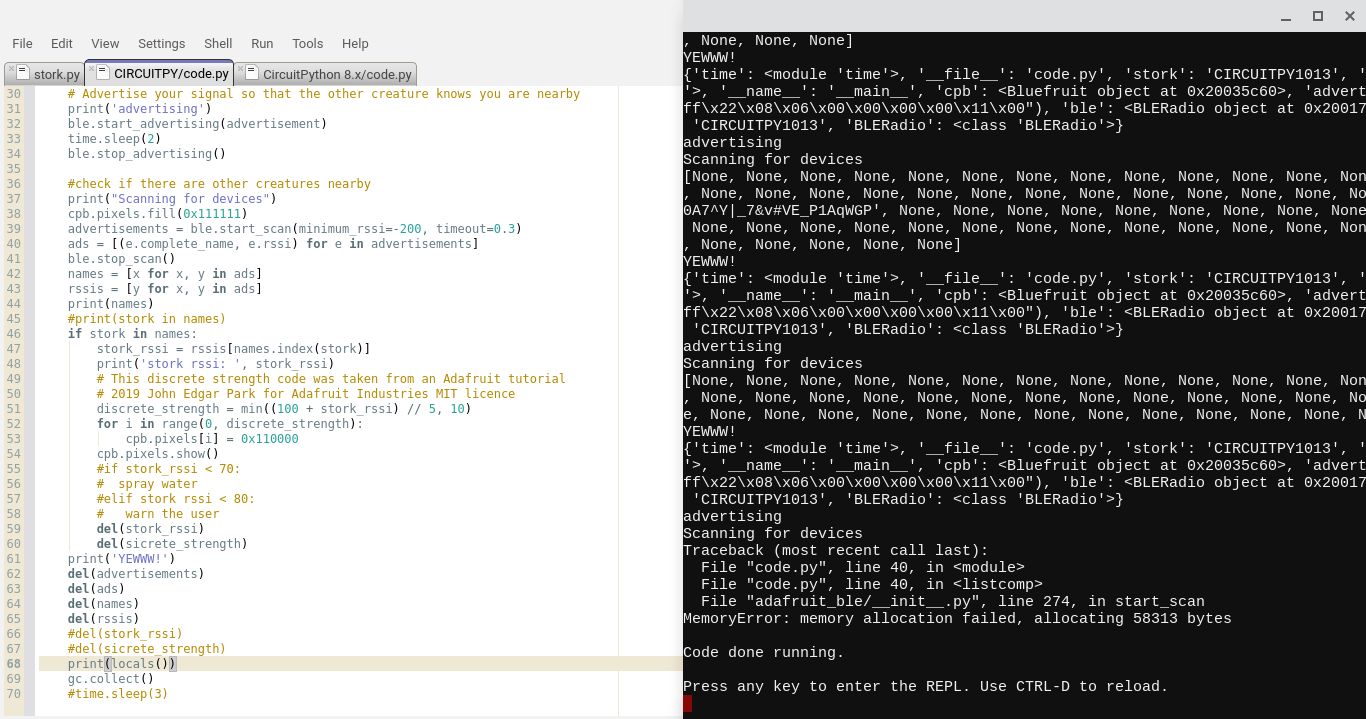 File Edit View Settings Shell Run Tools Help
stork.py CIRCUITPY/code.py CircuitPython 8.x/code.py
30 # Advertise your signal so that the other creature knows you are nearby
31 print('advertising')
32 ble.start_advertising(advertisement)
33 time.sleep(2)
34 ble.stop_advertising()
35
36 #check if there are other creatures nearby
37 print("Scanning for devices")
38 cpb.pixels.fill(0x111111)
39 advertisements = ble.start_scan(minimum_rssi=-200, timeout=0.3)
40 ads = [(e.complete_name, e.rssi) for e in advertisements]
41 ble.stop_scan()
42 names = [x for x, y in ads]
43 rssis = [y for x, y in ads]
44 print(names)
45 #print(stork in names)
46 if stork in names:
47 stork_rssi = rssis[names.index(stork)]
48 print('stork rssi: ', stork_rssi)
49 # This discrete strength code was taken from an Adafruit tutorial
50 # 2019 John Edgar Park for Adafruit Industries MIT licence
51 discrete_strength = min((100 + stork_rssi) // 5, 10)
52 for i in range(0, discrete_strength):
53 cpb.pixels[i] = 0x110000
54 cpb.pixels.show()
55 #if stork_rssi < 70:
56 #  spray water
57 #elif stork rssi < 80:
58 #   warn the user
59 del(stork_rssi)
60 del(sicrete_strength)
61 print('YEWWW!')
62 del(advertisements)
63 del(ads)
64 del(names)
65 del(rssis)
66 #del(stork_rssi)
67 #del(sicrete_strength)
68 print(locals())
69 gc.collect()
70 #time.sleep(3)
, None, None, None]
YEWWW!
{'time': <module 'time'>, '__file__': 'code.py', 'stork': 'CIRCUITPY1013', '
'>, '__name__': '__main__', 'cpb': <Bluefruit object at 0x20035c60>, 'advert
ff\x22\x08\x06\x00\x00\x00\x00\x11\x00"), 'ble': <BLERadio object at 0x20017
'CIRCUITPY1013', 'BLERadio': <class 'BLERadio'>}
advertising
Scanning for devices
[None, None, None, None, None, None, None, None, None, None, None, None, Non
, None, None, None, None, None, None, None, None, None, None, None, None, No
0A7^Y|_7&v#VE_P1AqWGP', None, None, None, None, None, None, None, None, None
None, None, None, None, None, None, None, None, None, None, None, None, Non
, None, None, None, None, None]
YEWWW!
{'time': <module 'time'>, '__file__': 'code.py', 'stork': 'CIRCUITPY1013', '
'>, '__name__': '__main__', 'cpb': <Bluefruit object at 0x20035c60>, 'advert
ff\x22\x08\x06\x00\x00\x00\x00\x11\x00"), 'ble': <BLERadio object at 0x20017
'CIRCUITPY1013', 'BLERadio': <class 'BLERadio'>}
advertising
Scanning for devices
[None, None, None, None, None, None, None, None, None, None, None, None, Non
, None, None, None, None, None, None, None, None, None, None, None, None, No
e, None, None, None, None, None, None, None, None, None, None, None, None, N
YEWWW!
{'time': <module 'time'>, '__file__': 'code.py', 'stork': 'CIRCUITPY1013', '
'>, '__name__': '__main__', 'cpb': <Bluefruit object at 0x20035c60>, 'advert
ff\x22\x08\x06\x00\x00\x00\x00\x11\x00"), 'ble': <BLERadio object at 0x20017
'CIRCUITPY1013', 'BLERadio': <class 'BLERadio'>}
advertising
Scanning for devices
Traceback (most recent call last):
File "code.py", line 40, in <module>
File "code.py", line 40, in <listcomp>
File "adafruit_ble/__init__.py", line 274, in start_scan
MemoryError: memory allocation failed, allocating 58313 bytes
Code done running.
Press any key to enter the REPL. Use CTRL-D to reload.